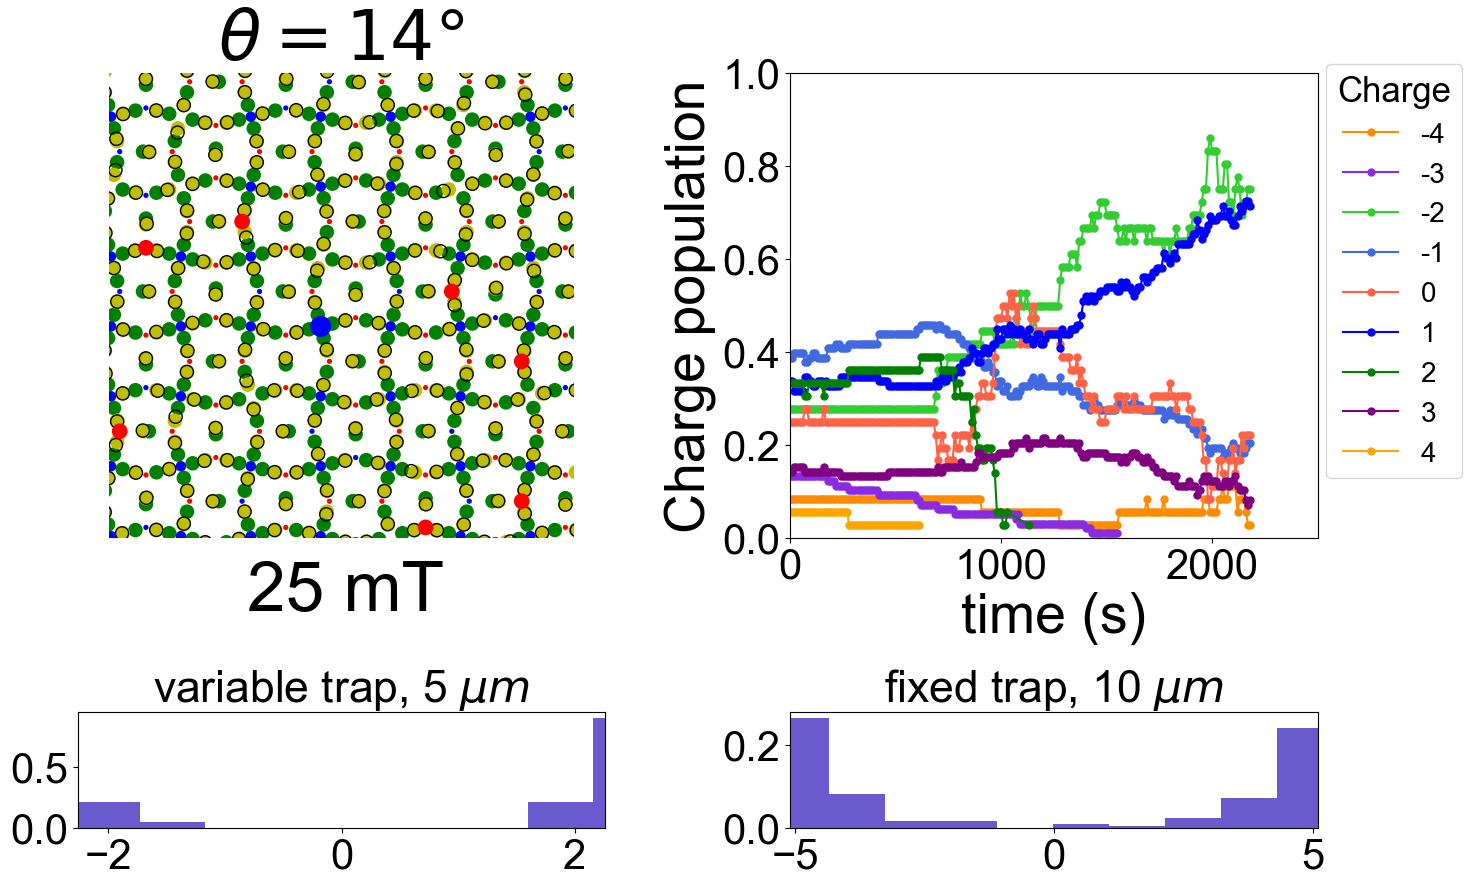 θ = 14°
25 mT
1.0
0.8
0.6
0.4
0.2
0.0
Charge population
0 1000 2000
time (s)
Charge
-4
-3
-2
-1
0
1
2
3
4
variable trap, 5 μm
0.5
0.0
−2 0 2
fixed trap, 10 μm
0.2
0.0
−5 0 5